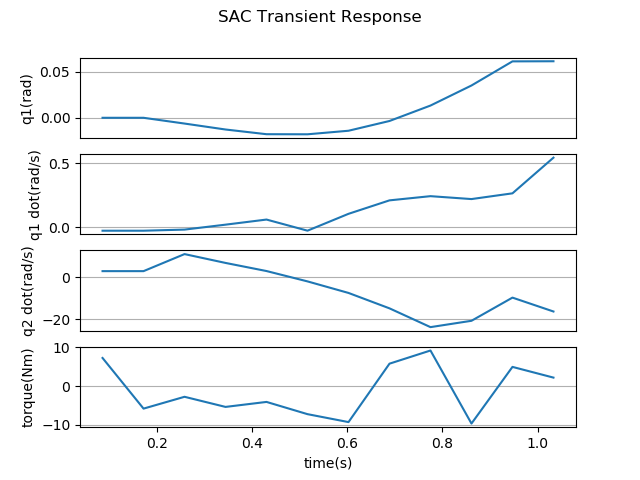 SAC Transient Response
0.05
0.00
q1(rad)
0.5
0.0
q1 dot(rad/s)
0
−20
q2 dot(rad/s)
10
0
−10
torque(Nm)
0.2 0.4 0.6 0.8 1.0
time(s)